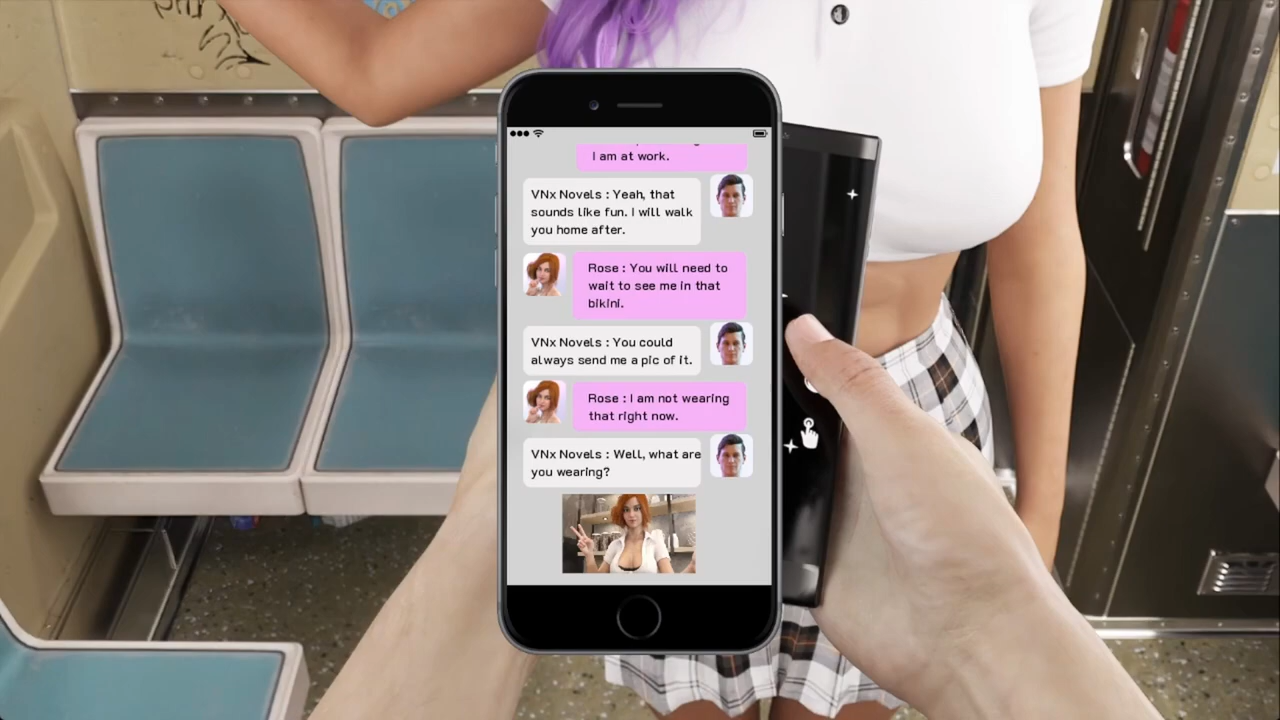 I am at work.
VNx Novels : Yeah, that
sounds like fun. I will walk
you home after.
Rose : You will need to
wait to see me in that
bikini.
VNx Novels : You could
always send me a pic of it.
Rose : I am not wearing
that right now.
VNx Novels : Well, what are
you wearing?